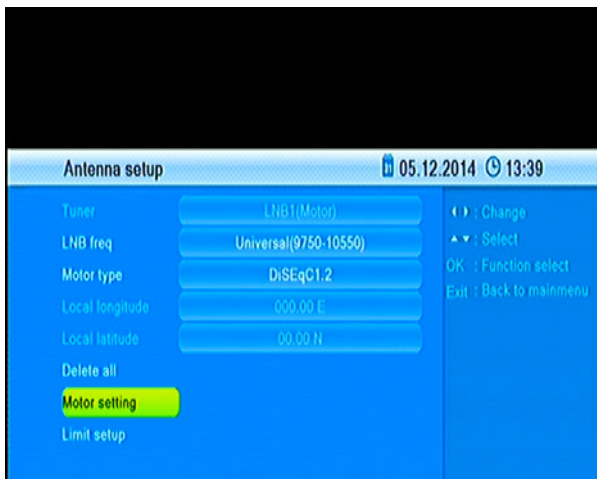 Antenna setup 05.12.2014 13:39
Tuner LNB1(Motor)
LNB freq Universal(9750-10550)
Motor type DiSEqC1.2
Local longitude 000.00 E
Local latitude 00.00 N
Delete all
Motor setting
Limit setup
: Change
: Select
OK : Function select
Exit : Back to mainmenu